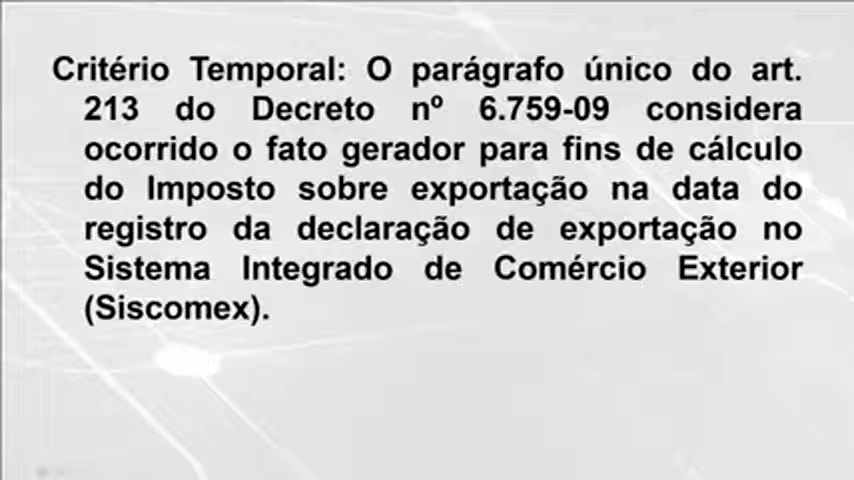 Critério Temporal: O parágrafo único do art.
213 do Decreto nº 6.759-09 considera
ocorrido o fato gerador para fins de cálculo
do Imposto sobre exportação na data do
registro da declaração de exportação no
Sistema Integrado de Comércio Exterior
(Siscomex).